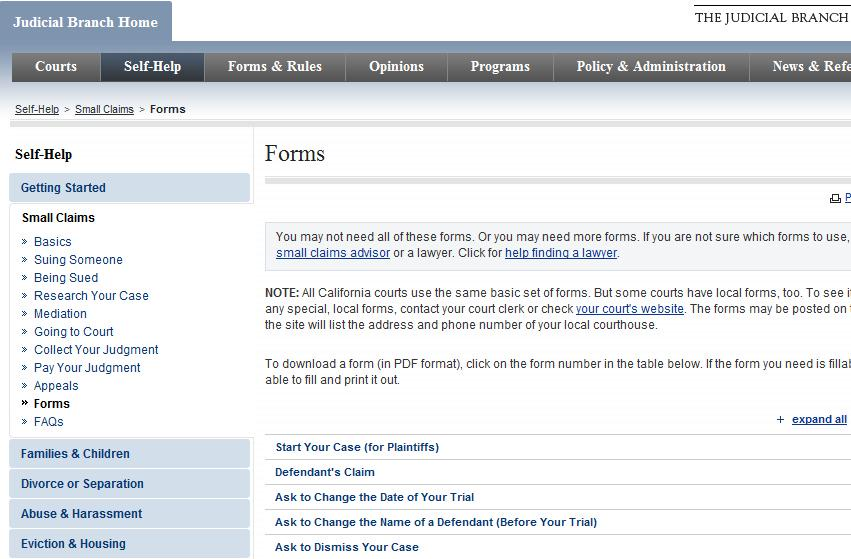 Judicial Branch Home
THE JUDICIAL BRANCH
Courts Self-Help Forms & Rules Opinions Programs Policy & Administration News & Refe
Self-Help > Small Claims > Forms
Self-Help
Getting Started
Small Claims
» Basics
» Suing Someone
» Being Sued
» Research Your Case
» Mediation
» Going to Court
» Collect Your Judgment
» Pay Your Judgment
» Appeals
» Forms
» FAQs
Families & Children
Divorce or Separation
Abuse & Harassment
Eviction & Housing
Forms
P
You may not need all of these forms. Or you may need more forms. If you are not sure which forms to use,
small claims advisor or a lawyer. Click for help finding a lawyer.
NOTE: All California courts use the same basic set of forms. But some courts have local forms, too. To see i
any special, local forms, contact your court clerk or check your court's website. The forms may be posted on
the site will list the address and phone number of your local courthouse.
To download a form (in PDF format), click on the form number in the table below. If the form you need is filla
able to fill and print it out.
+ expand all
Start Your Case (for Plaintiffs)
Defendant's Claim
Ask to Change the Date of Your Trial
Ask to Change the Name of a Defendant (Before Your Trial)
Ask to Dismiss Your Case